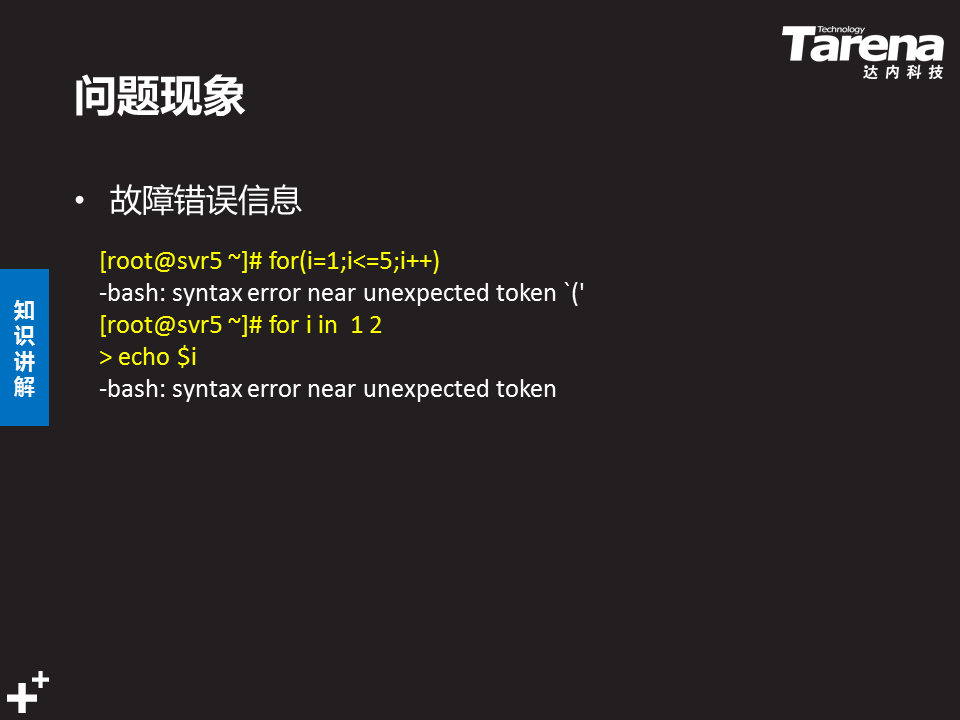 Technology
Tarena
达内科技
问题现象
• 故障错误信息
[root@svr5 ~]# for(i=1;i<=5;i++)
-bash: syntax error near unexpected token `('
[root@svr5 ~]# for i in  1 2
> echo $i
-bash: syntax error near unexpected token
知识讲解